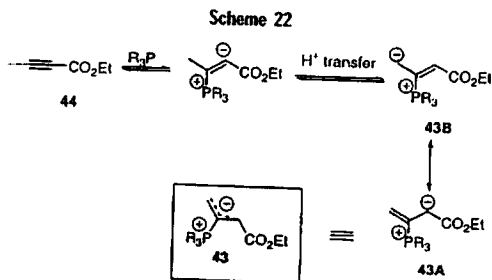 Scheme 22
CO2Et
44
R3P
⊖
CO2Et
⊕
PR3
H+ transfer
⊖
CO2Et
⊕
PR3
43B
⊖
⊕
R3P
CO2Et
43
⊖
CO2Et
⊕
PR3
43A